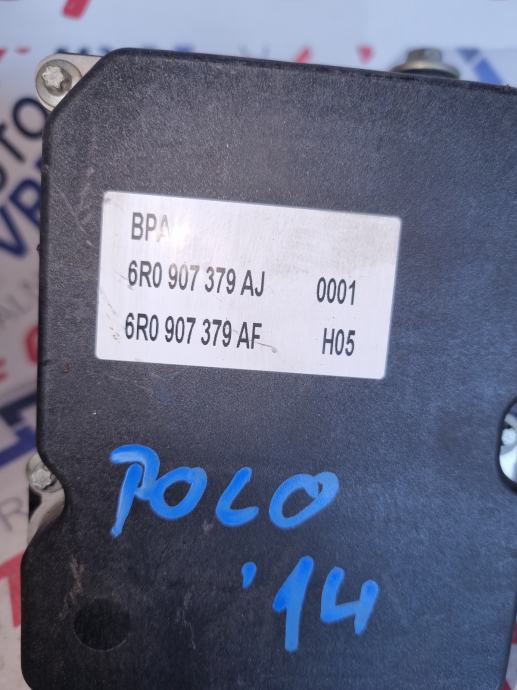 BPA
6R0 907 379 AJ 0001
6R0 907 379 AF H05
POLO
'14